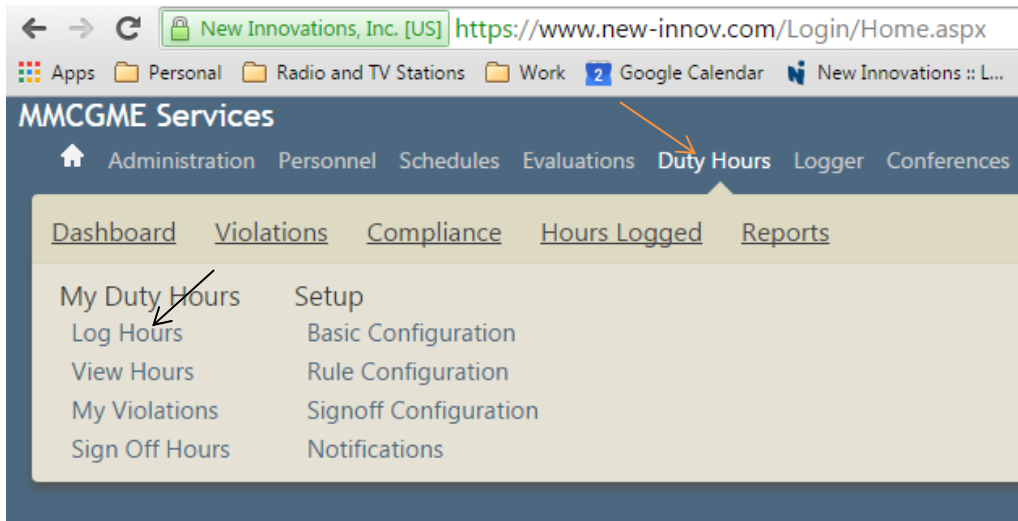 New Innovations, Inc. [US] https://www.new-innov.com/Login/Home.aspx
Apps Personal Radio and TV Stations Work 2 Google Calendar New Innovations :: L...
MMCGME Services
Administration Personnel Schedules Evaluations Duty Hours Logger Conferences
Dashboard Violations Compliance Hours Logged Reports
My Duty Hours Setup
Log Hours Basic Configuration
View Hours Rule Configuration
My Violations Signoff Configuration
Sign Off Hours Notifications